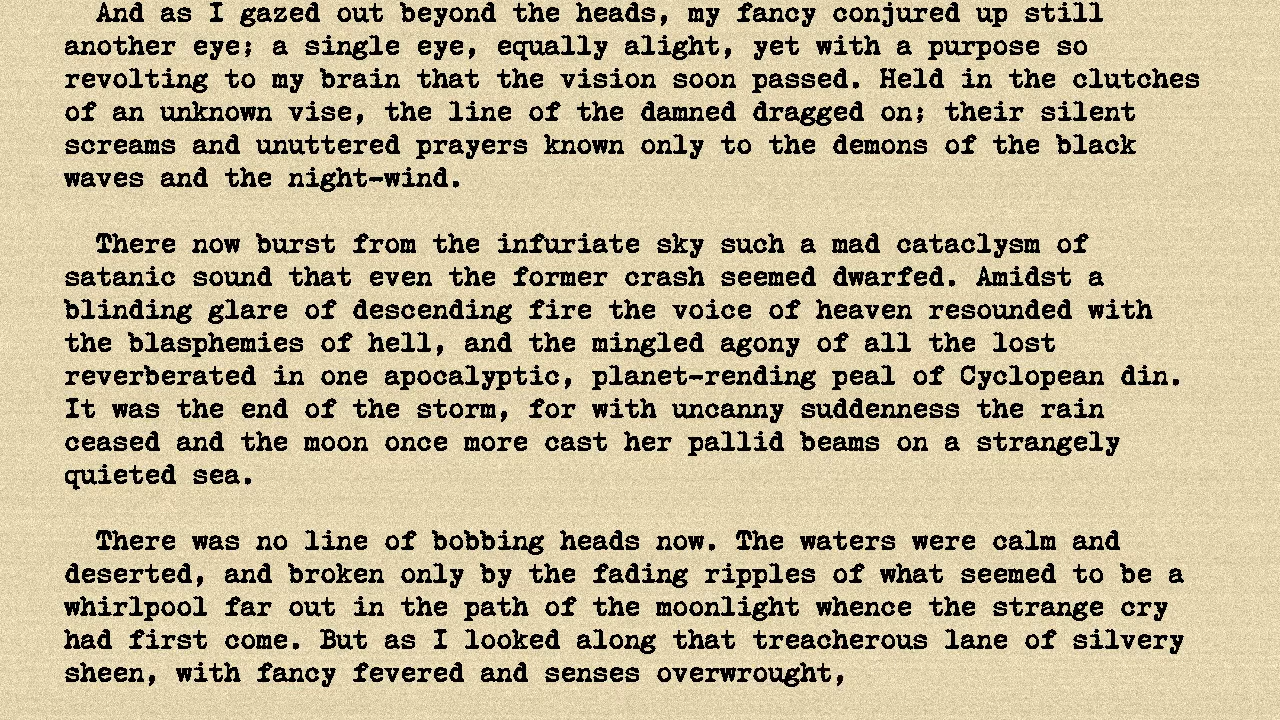 And as I gazed out beyond the heads, my fancy conjured up still
another eye; a single eye, equally alight, yet with a purpose so
revolting to my brain that the vision soon passed. Held in the clutches
of an unknown vise, the line of the damned dragged on; their silent
screams and unuttered prayers known only to the demons of the black
waves and the night-wind.
There now burst from the infuriate sky such a mad cataclysm of
satanic sound that even the former crash seemed dwarfed. Amidst a
blinding glare of descending fire the voice of heaven resounded with
the blasphemies of hell, and the mingled agony of all the lost
reverberated in one apocalyptic, planet-rending peal of Cyclopean din.
It was the end of the storm, for with uncanny suddenness the rain
ceased and the moon once more cast her pallid beams on a strangely
quieted sea.
There was no line of bobbing heads now. The waters were calm and
deserted, and broken only by the fading ripples of what seemed to be a
whirlpool far out in the path of the moonlight whence the strange cry
had first come. But as I looked along that treacherous lane of silvery
sheen, with fancy fevered and senses overwrought,